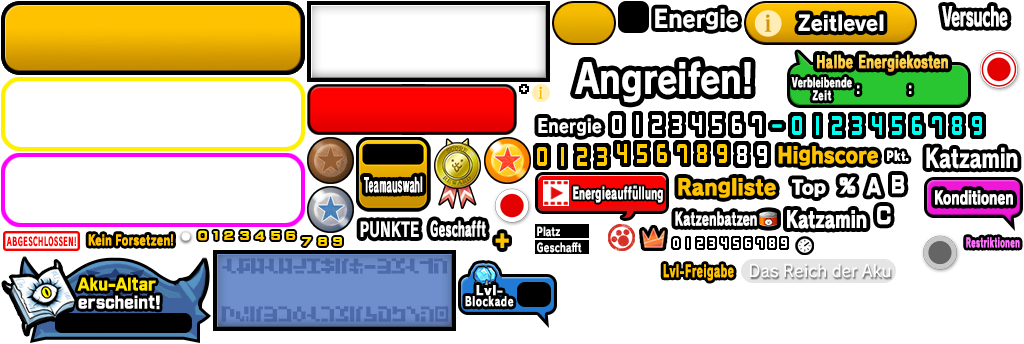 Energie
Zeitlevel
Versuche
Halbe Energiekosten
Verbleibende
Zeit : :
Angreifen!
Energie 01234567-0123456789
012345678989
Highscore Pkt.
Katzamin
Teamauswahl
Energieauffüllung
Rangliste Top % A B
Konditionen
Katzenbatzen Katzamin C
PUNKTE Geschafft
Platz
Geschafft
0123456789
ABGESCHLOSSEN!
Kein Forsetzen!
0123456
789
Restriktionen
Lvl-Freigabe
Das Reich der Aku
Aku-Altar
erscheint!
Lvl-
Blockade